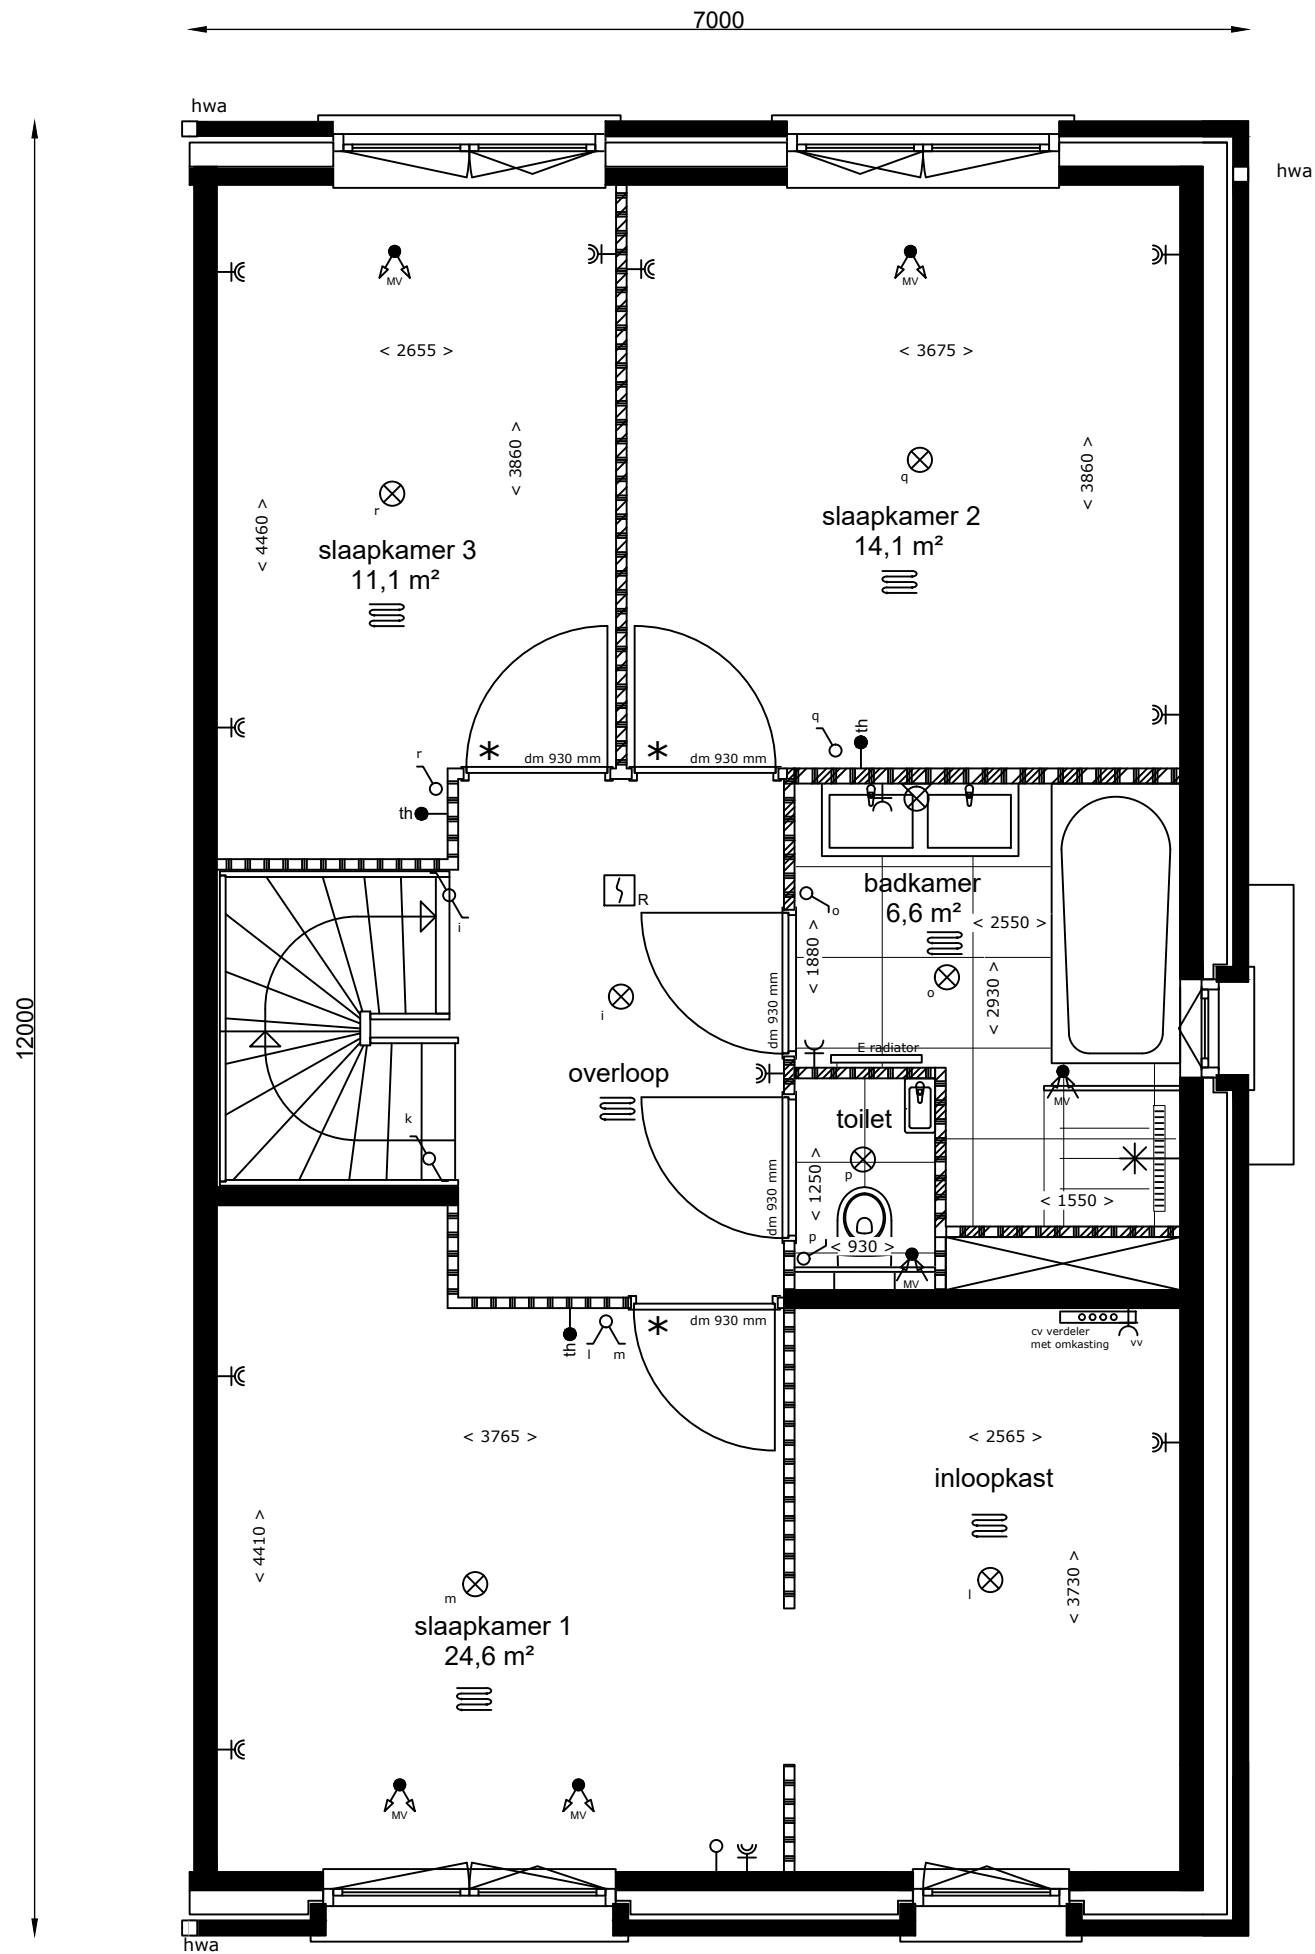 7000
hwa
hwa
12000
MV
MV
< 2655 >
< 3675 >
< 3860 >
< 3860 >
< 4460 >
r
q
slaapkamer 3
11,1 m²
slaapkamer 2
14,1 m²
q
th
r
dm 930 mm
dm 930 mm
th
badkamer
6,6 m²
R
i
o
< 2550 >
< 1880 >
< 2930 >
o
i
dm 930 mm
E radiator
overloop
MV
k
toilet
p
< 1250 >
dm 930 mm
< 1550 >
p
< 930 >
MV
dm 930 mm
th
l
m
cv verdeler
met omkasting
vv
< 3765 >
< 2565 >
inloopkast
< 4410 >
< 3730 >
m
l
slaapkamer 1
24,6 m²
MV
MV
hwa